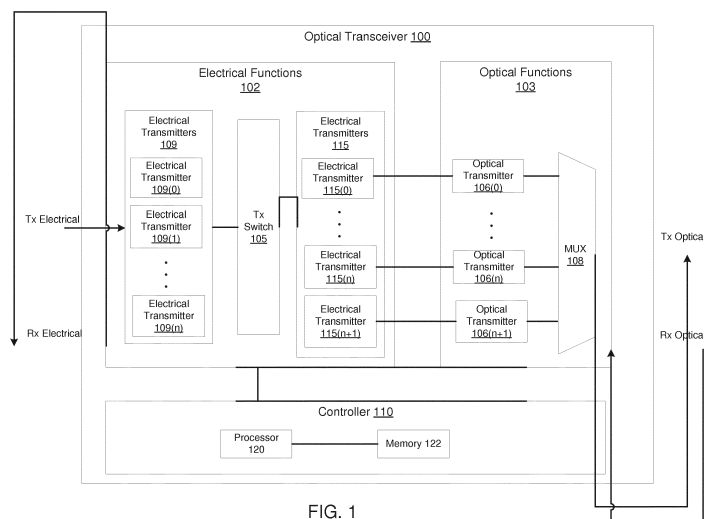 Optical Transceiver 100
Electrical Functions
102
Optical Functions
103
Electrical
Transmitters
109
Electrical
Transmitter
109(0)
Electrical
Transmitter
109(1)
Electrical
Transmitter
109(n)
Tx
Switch
105
Electrical
Transmitters
115
Electrical
Transmitter
115(0)
Electrical
Transmitter
115(n)
Electrical
Transmitter
115(n+1)
Optical
Transmitter
106(0)
Optical
Transmitter
106(n)
Optical
Transmitter
106(n+1)
MUX
108
Tx Electrical
Rx Electrical
Tx Optical
Rx Optical
Controller 110
Processor
120
Memory 122
FIG. 1